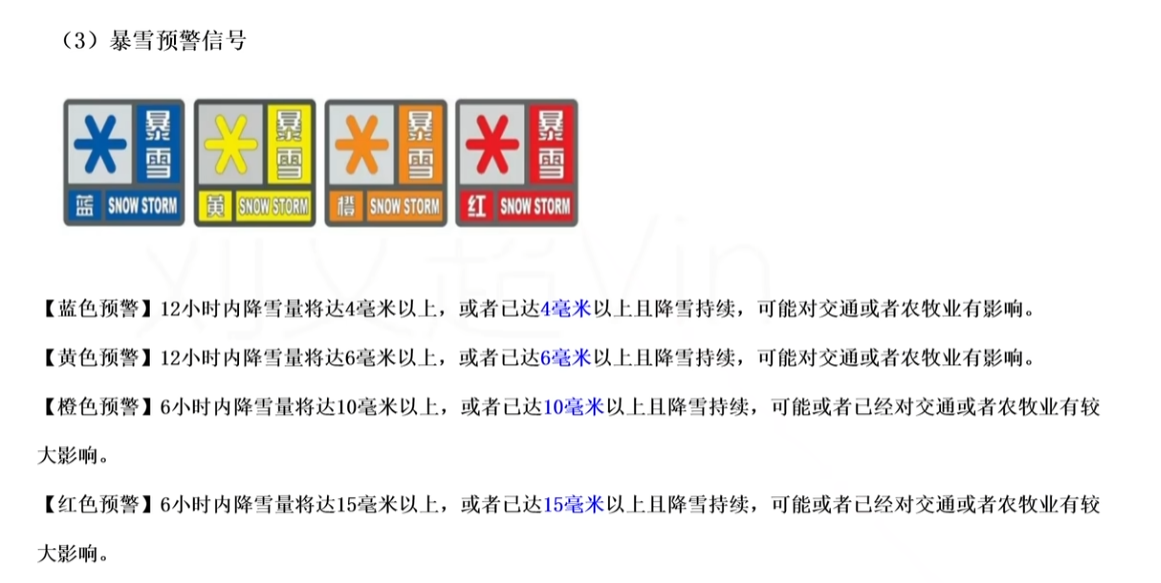 （3）暴雪预警信号
暴雪
蓝 SNOW STORM
暴雪
黄 SNOW STORM
暴雪
橙 SNOW STORM
暴雪
红 SNOW STORM
刘文超Vin
【蓝色预警】12小时内降雪量将达4毫米以上，或者已达4毫米以上且降雪持续，可能对交通或者农牧业有影响。
【黄色预警】12小时内降雪量将达6毫米以上，或者已达6毫米以上且降雪持续，可能对交通或者农牧业有影响。
【橙色预警】6小时内降雪量将达10毫米以上，或者已达10毫米以上且降雪持续，可能或者已经对交通或者农牧业有较
大影响。
【红色预警】6小时内降雪量将达15毫米以上，或者已达15毫米以上且降雪持续，可能或者已经对交通或者农牧业有较
大影响。